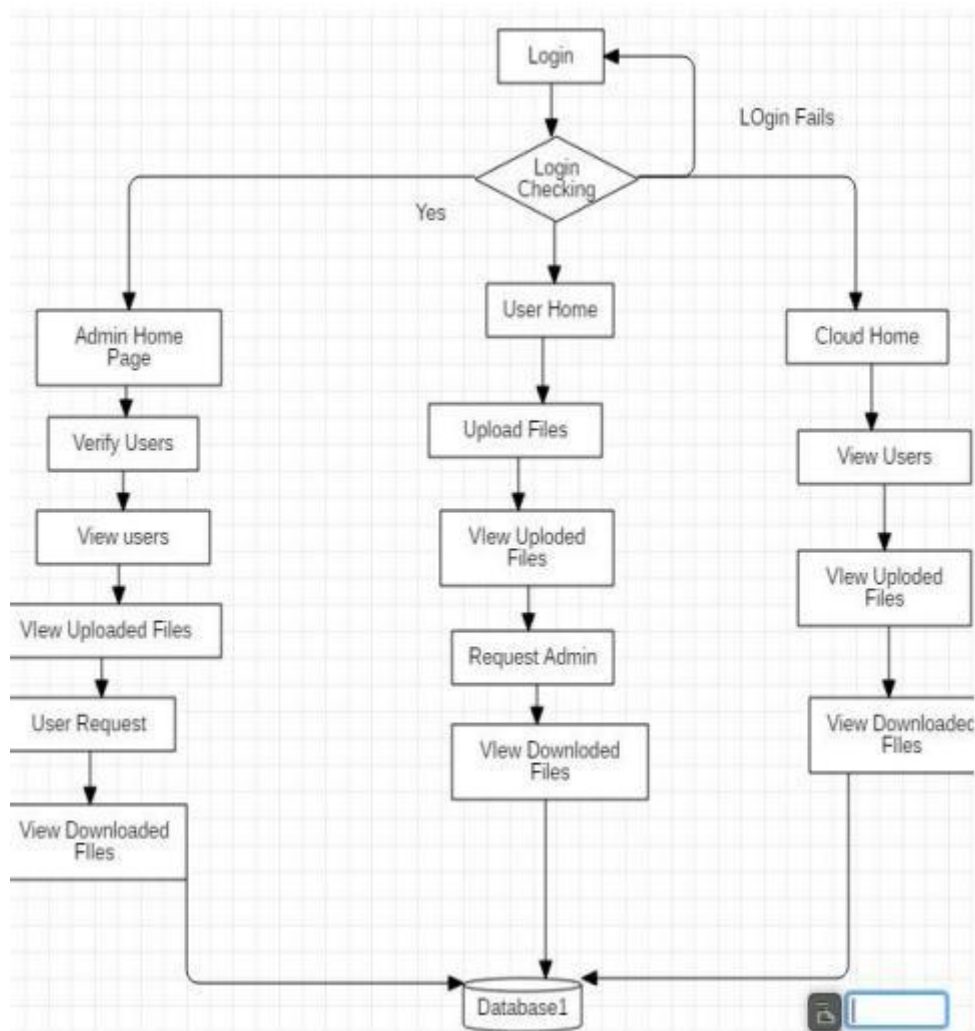 Login
LOgin Fails
Login
Checking
Yes
Admin Home
Page
Verify Users
View users
VIew Uploaded Files
User Request
View Downloaded
FIles
User Home
Upload Files
VIew Uploded
Files
Request Admin
VIew Downloded
Files
Cloud Home
View Users
VIew Uploded
Files
View Downloaded
FIles
Database1